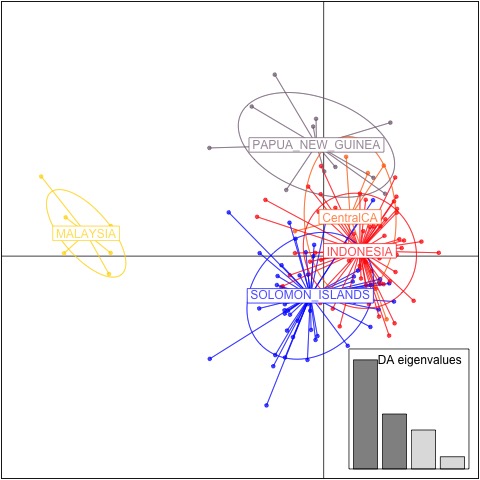 PAPUA_NEW_GUINEA
CentralCA
MALAYSIA
INDONESIA
SOLOMON_ISLANDS
DA eigenvalues